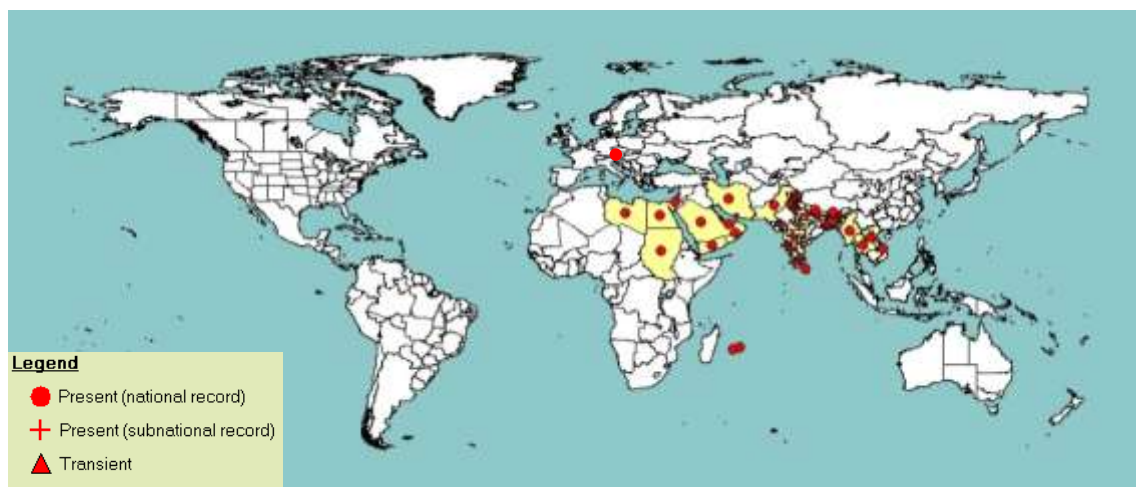 Legend
Present (national record)
Present (subnational record)
Transient